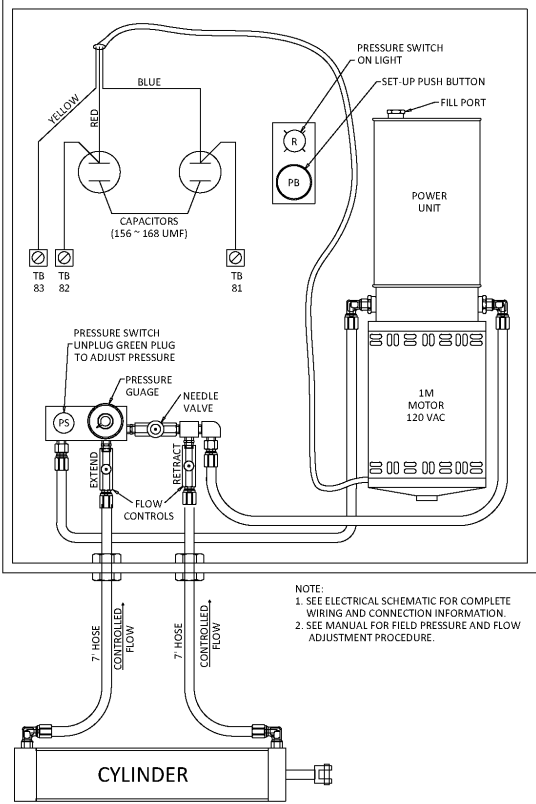 PRESSURE SWITCH
ON LIGHT
SET-UP PUSH BUTTON
FILL PORT
BLUE
YELLOW
RED
R
PB
POWER
UNIT
CAPACITORS
(156 ~ 168 UMF)
TB
83
TB
82
TB
81
PRESSURE SWITCH
UNPLUG GREEN PLUG
TO ADJUST PRESSURE
PRESSURE
GUAGE
NEEDLE
VALVE
PS
1M
MOTOR
120 VAC
EXTEND
RETRACT
FLOW
CONTROLS
NOTE:
1. SEE ELECTRICAL SCHEMATIC FOR COMPLETE
WIRING AND CONNECTION INFORMATION.
2. SEE MANUAL FOR FIELD PRESSURE AND FLOW
ADJUSTMENT PROCEDURE.
7' HOSE
CONTROLLED
FLOW
7' HOSE
CONTROLLED
FLOW
CYLINDER